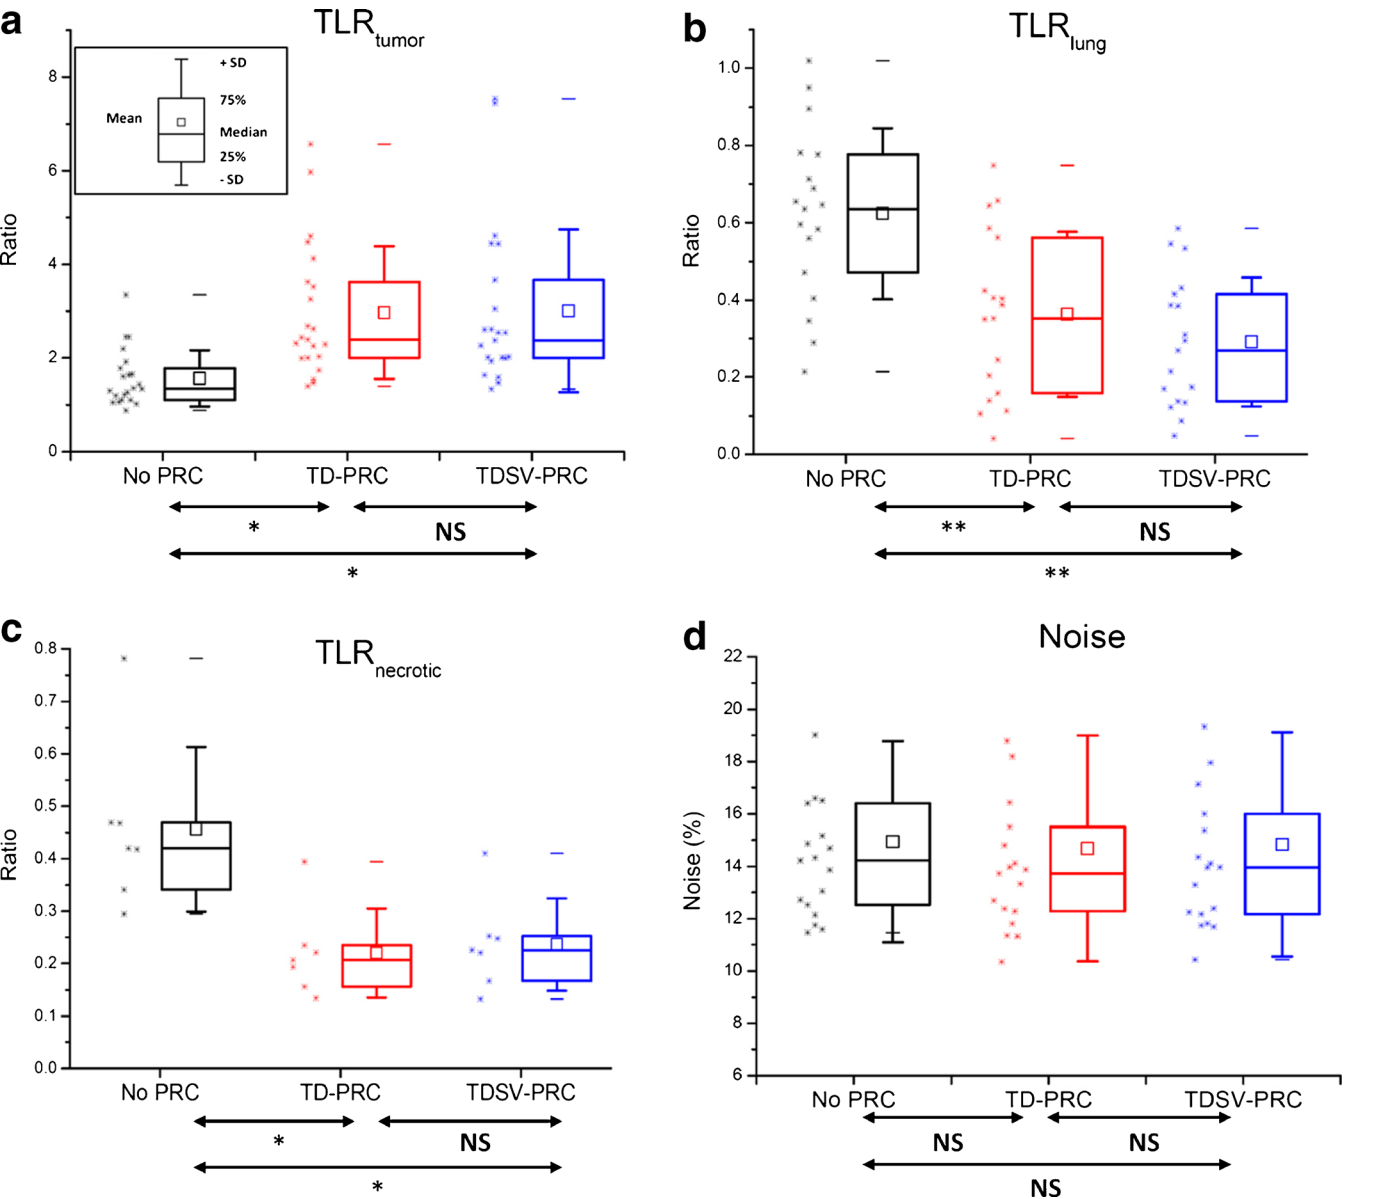 a
TLRtumor
Ratio
8
6
4
2
0
+ SD
75%
Mean
Median
25%
- SD
No PRC TD-PRC TDSV-PRC
*
NS
*
b
TLRlung
Ratio
1.0
0.8
0.6
0.4
0.2
0.0
No PRC TD-PRC TDSV-PRC
**
NS
**
c
TLRnecrotic
Ratio
0.8
0.7
0.6
0.5
0.4
0.3
0.2
0.1
0.0
No PRC TD-PRC TDSV-PRC
*
NS
*
d
Noise
Noise (%)
22
20
18
16
14
12
10
8
6
No PRC TD-PRC TDSV-PRC
NS
NS
NS